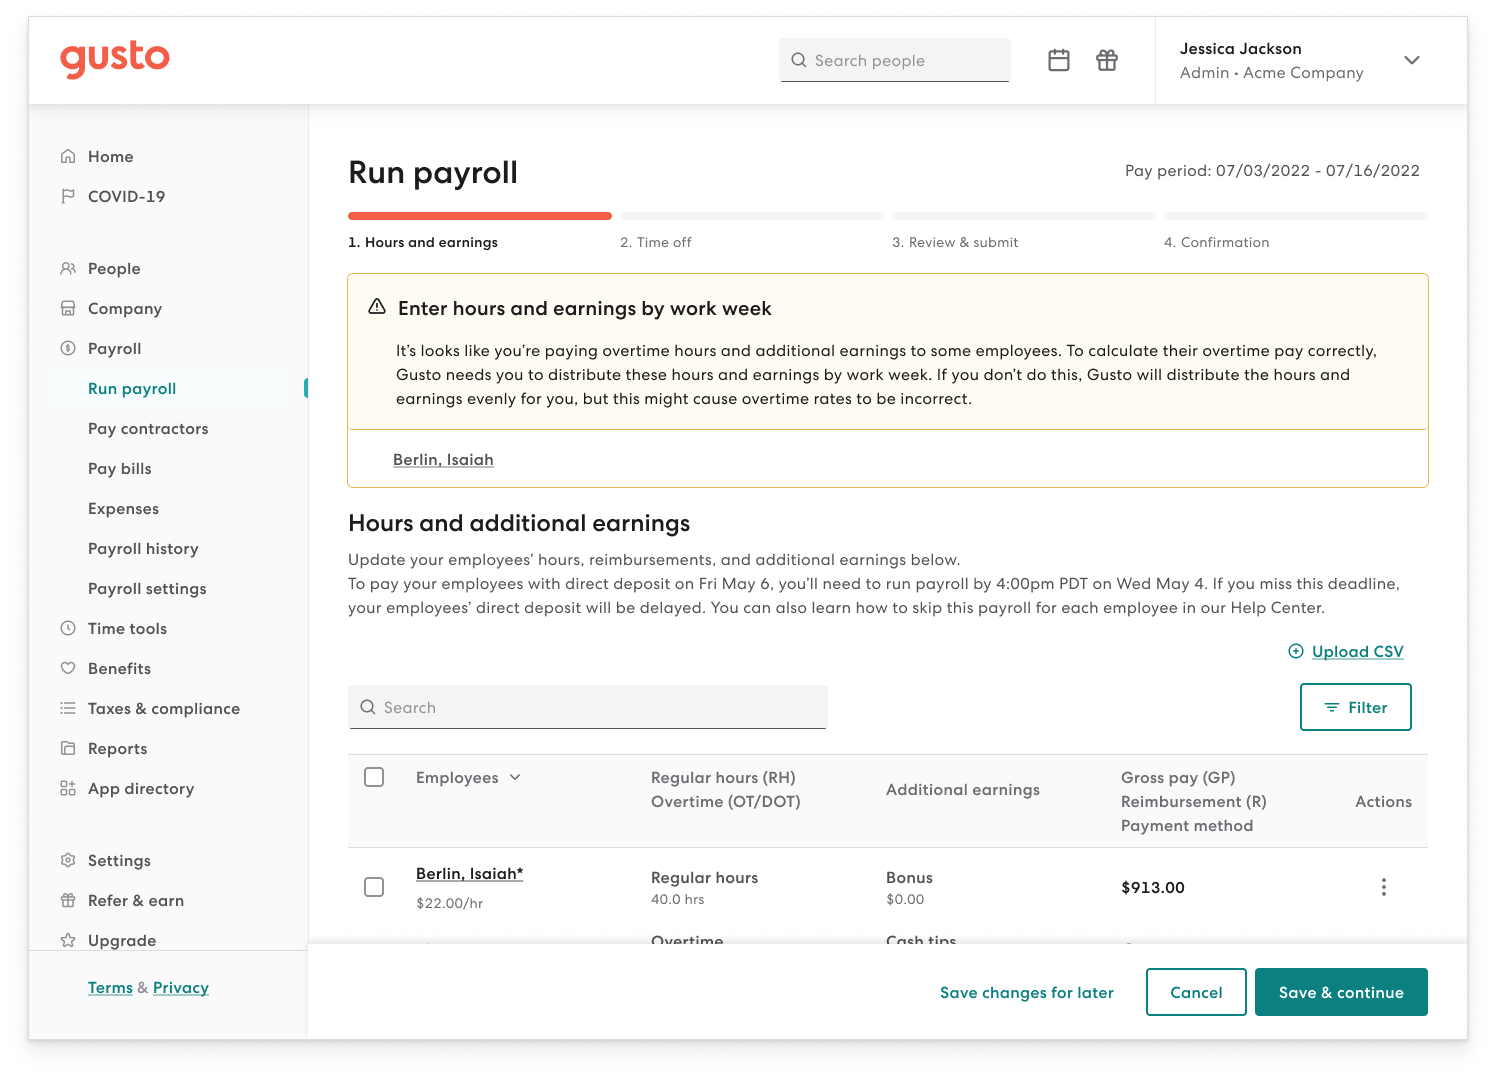 gusto
Search people
Jessica Jackson
Admin • Acme Company
Home
COVID-19
People
Company
Payroll
Run payroll
Pay contractors
Pay bills
Expenses
Payroll history
Payroll settings
Time tools
Benefits
Taxes & compliance
Reports
App directory
Settings
Refer & earn
Upgrade
Terms & Privacy
Run payroll
Pay period: 07/03/2022 - 07/16/2022
1. Hours and earnings
2. Time off
3. Review & submit
4. Confirmation
Enter hours and earnings by work week
It’s looks like you’re paying overtime hours and additional earnings to some employees. To calculate their overtime pay correctly,
Gusto needs you to distribute these hours and earnings by work week. If you don’t do this, Gusto will distribute the hours and
earnings evenly for you, but this might cause overtime rates to be incorrect.
Berlin, Isaiah
Hours and additional earnings
Update your employees’ hours, reimbursements, and additional earnings below.
To pay your employees with direct deposit on Fri May 6, you’ll need to run payroll by 4:00pm PDT on Wed May 4. If you miss this deadline,
your employees’ direct deposit will be delayed. You can also learn how to skip this payroll for each employee in our Help Center.
Upload CSV
Search
Filter
Employees
Regular hours (RH)
Overtime (OT/DOT)
Additional earnings
Gross pay (GP)
Reimbursement (R)
Payment method
Actions
Berlin, Isaiah*
$22.00/hr
Regular hours
40.0 hrs
Bonus
$0.00
$913.00
Overtime
Cash tips
Save changes for later
Cancel
Save & continue